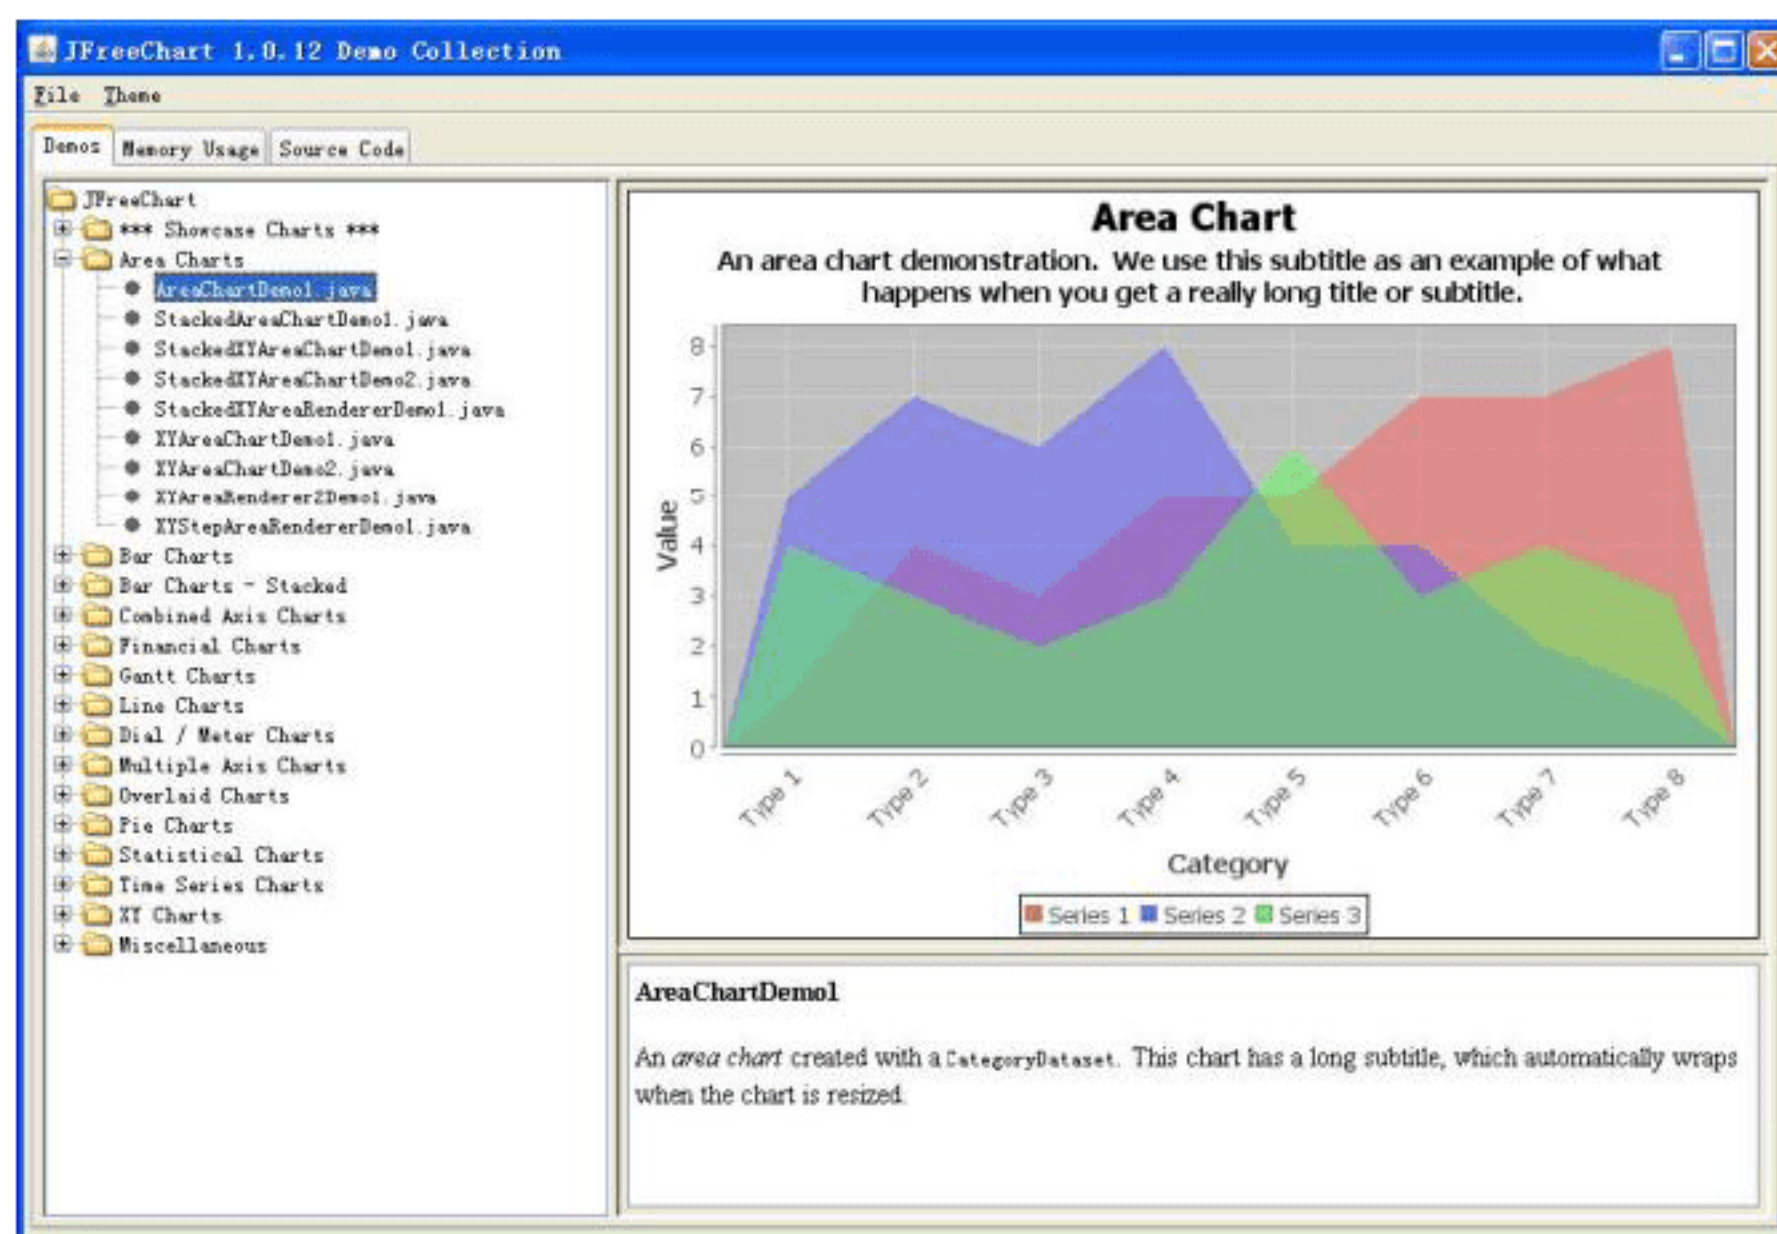 JFreeChart 1.0.12 Demo Collection
File Theme
Demos Memory Usage Source Code
JFreeChart
*** Showcase Charts ***
Area Charts
AreaChartDemo1.java
StackedAreaChartDemo1.java
StackedXYAreaChartDemo1.java
StackedXYAreaChartDemo2.java
StackedXYAreaRendererDemo1.java
XYAreaChartDemo1.java
XYAreaChartDemo2.java
XYAreaRenderer2Demo1.java
XYStepAreaRendererDemo1.java
Bar Charts
Bar Charts - Stacked
Combined Axis Charts
Financial Charts
Gantt Charts
Line Charts
Dial / Meter Charts
Multiple Axis Charts
Overlaid Charts
Pie Charts
Statistical Charts
Time Series Charts
XY Charts
Miscellaneous
Area Chart
An area chart demonstration. We use this subtitle as an example of what
happens when you get a really long title or subtitle.
8
7
6
5
4
3
2
1
0
Value
Type 1 Type 2 Type 3 Type 4 Type 5 Type 6 Type 7 Type 8
Category
Series 1 Series 2 Series 3
AreaChartDemo1
An area chart created with a CategoryDataset. This chart has a long subtitle, which automatically wraps
when the chart is resized.